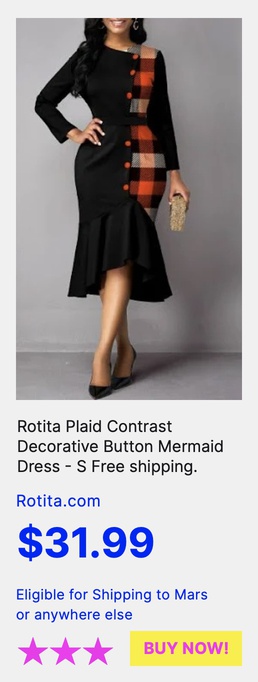 Rotita Plaid Contrast
Decorative Button Mermaid
Dress - S Free shipping.
Rotita.com
$31.99
Eligible for Shipping to Mars
or anywhere else
BUY NOW!